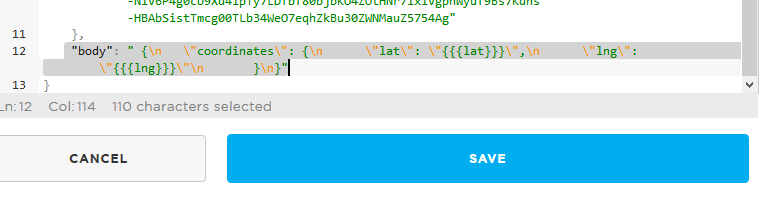 -HBAbSistTmcg00TLb34WeO7eqhZkBu30ZWNMauZ5754Ag"
11 },
12 "body": " {\n \"coordinates\": {\n \"lat\": \"{{{lat}}}\",\n \"lng\":
\"{{{lng}}}\"\n }\n}"
13 }
Ln:12 Col:114 110 characters selected
CANCEL SAVE